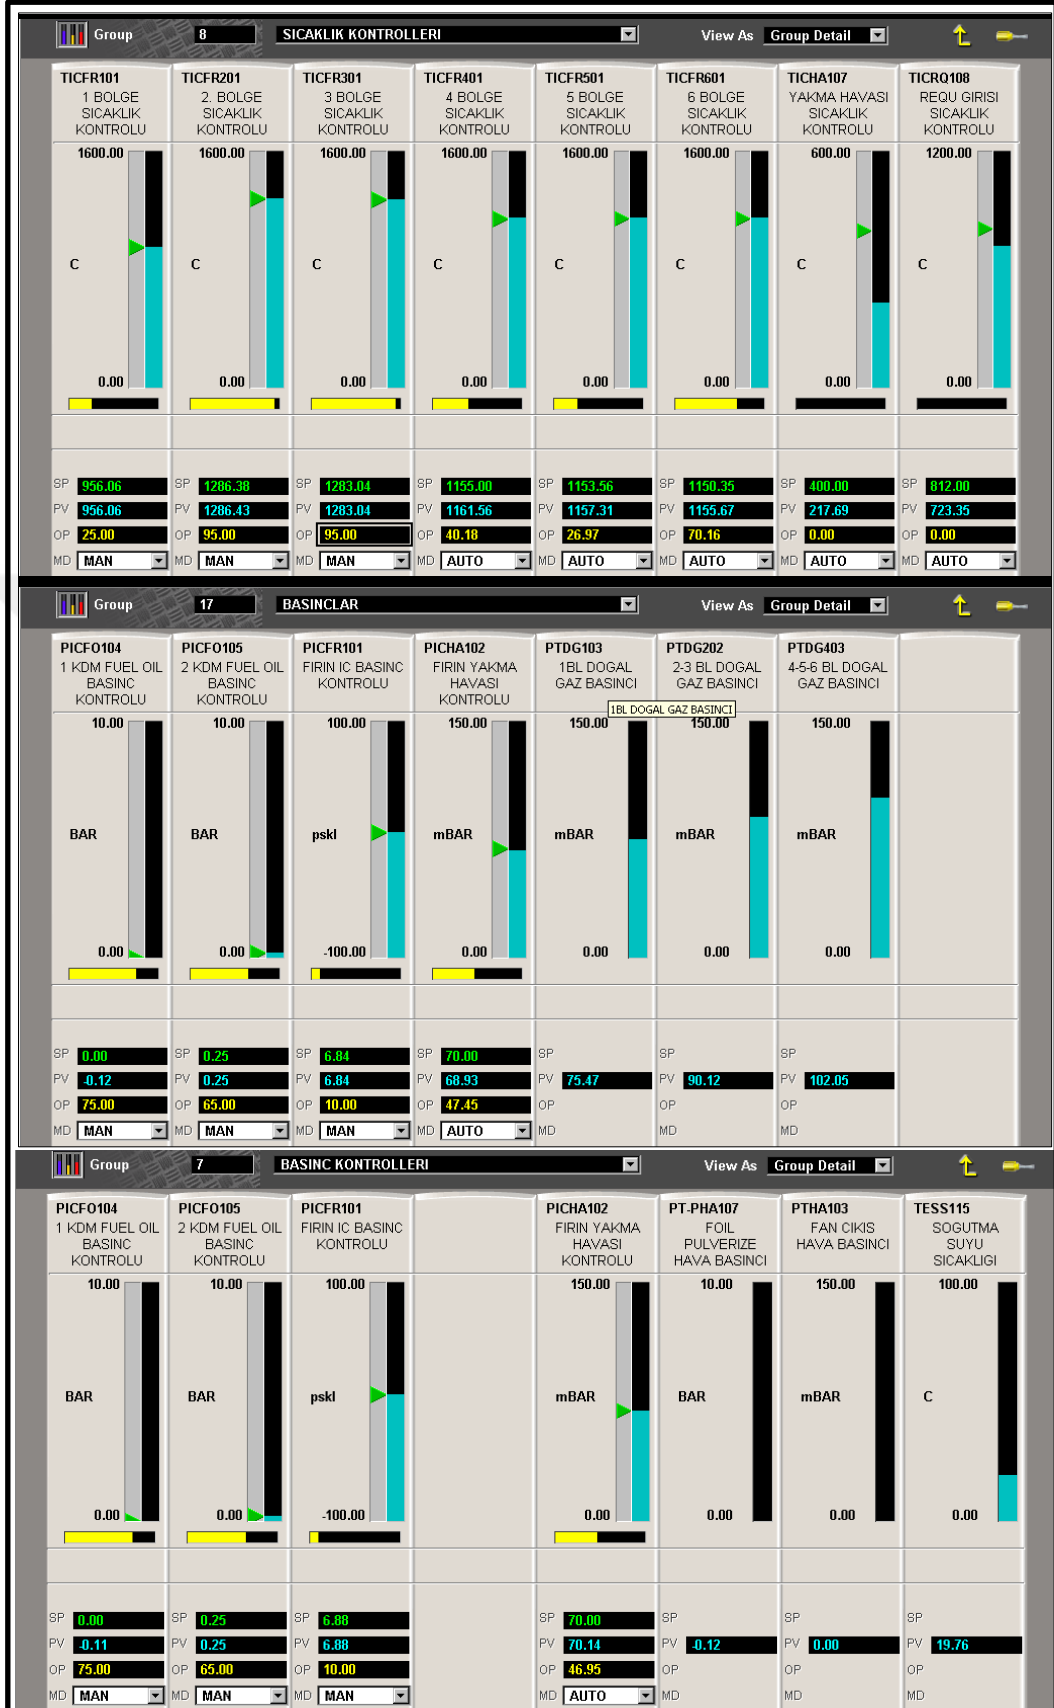 Group 8 SICAKLIK KONTROLLERI View As Group Detail
TICFR101 TICFR201 TICFR301 TICFR401 TICFR501 TICFR601 TICHA107 TICRQ108
1 BOLGE 2. BOLGE 3 BOLGE 4 BOLGE 5 BOLGE 6 BOLGE YAKMA HAVASI REQU GIRISI
SICAKLIK SICAKLIK SICAKLIK SICAKLIK SICAKLIK SICAKLIK SICAKLIK SICAKLIK
KONTROLU KONTROLU KONTROLU KONTROLU KONTROLU KONTROLU KONTROLU KONTROLU
1600.00 1600.00 1600.00 1600.00 1600.00 1600.00 600.00 1200.00
C C C C C C C C
0.00 0.00 0.00 0.00 0.00 0.00 0.00 0.00
SP 956.06 SP 1286.38 SP 1283.04 SP 1155.00 SP 1153.56 SP 1150.35 SP 400.00 SP 812.00
PV 956.06 PV 1286.43 PV 1283.04 PV 1161.56 PV 1157.31 PV 1155.67 PV 217.69 PV 723.35
OP 25.00 OP 95.00 OP 95.00 OP 40.18 OP 26.97 OP 70.16 OP 0.00 OP 0.00
MD MAN MD MAN MD MAN MD AUTO MD AUTO MD AUTO MD AUTO MD AUTO
Group 17 BASINCLAR View As Group Detail
PICFO104 PICFO105 PICFR101 PICHA102 PTDG103 PTDG202 PTDG403
1 KDM FUEL OIL 2 KDM FUEL OIL FIRIN IC BASINC FIRIN YAKMA 1BL DOGAL 2-3 BL DOGAL 4-5-6 BL DOGAL
BASINC BASINC KONTROLU HAVASI GAZ BASINCI GAZ BASINCI GAZ BASINCI
KONTROLU KONTROLU KONTROLU
1BL DOGAL GAZ BASINCI
10.00 10.00 100.00 150.00 150.00 150.00 150.00
BAR BAR pskl mBAR mBAR mBAR mBAR
0.00 0.00 -100.00 0.00 0.00 0.00 0.00
SP 0.00 SP 0.25 SP 6.84 SP 70.00 SP SP SP
PV -0.12 PV 0.25 PV 6.84 PV 68.93 PV 75.47 PV 90.12 PV 102.05
OP 75.00 OP 65.00 OP 10.00 OP 47.45 OP OP OP
MD MAN MD MAN MD MAN MD AUTO MD MD MD
Group 7 BASINC KONTROLLERI View As Group Detail
PICFO104 PICFO105 PICFR101 PICHA102 PT-PHA107 PTHA103 TESS115
1 KDM FUEL OIL 2 KDM FUEL OIL FIRIN IC BASINC FIRIN YAKMA FOIL FAN CIKIS SOGUTMA
BASINC BASINC KONTROLU HAVASI PULVERIZE HAVA BASINCI SUYU
KONTROLU KONTROLU KONTROLU HAVA BASINCI SICAKLIGI
10.00 10.00 100.00 150.00 10.00 150.00 100.00
BAR BAR pskl mBAR BAR mBAR C
0.00 0.00 -100.00 0.00 0.00 0.00 0.00
SP 0.00 SP 0.25 SP 6.88 SP 70.00 SP SP SP
PV -0.11 PV 0.25 PV 6.88 PV 70.14 PV -0.12 PV 0.00 PV 19.76
OP 75.00 OP 65.00 OP 10.00 OP 46.95 OP OP OP
MD MAN MD MAN MD MAN MD AUTO MD MD MD